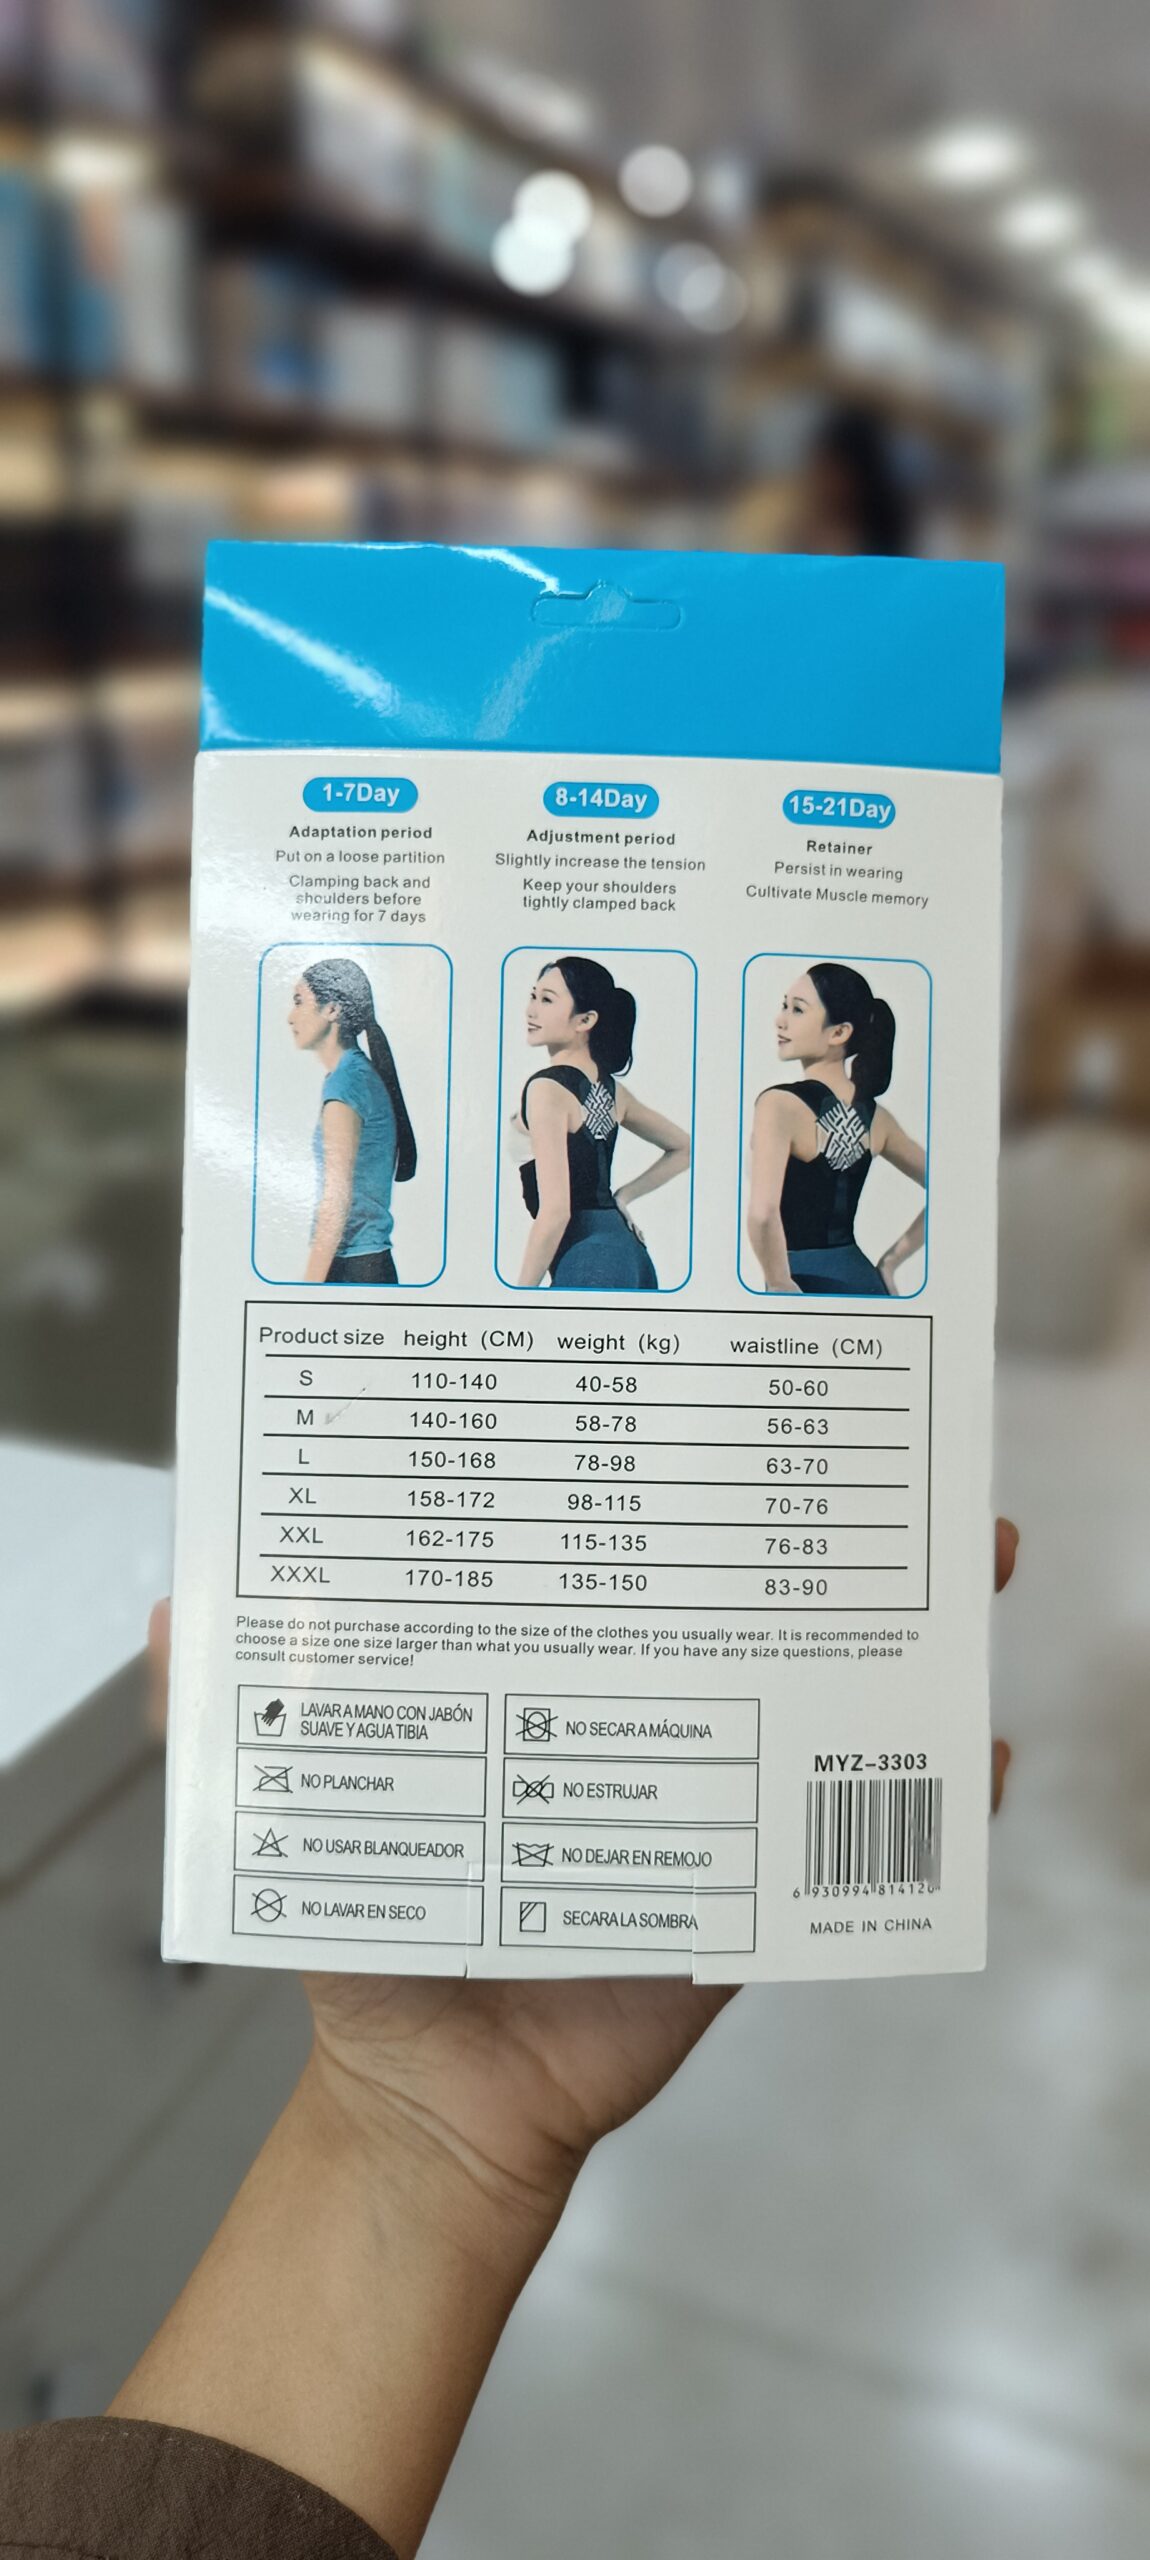 1-7Day
Adaptation period
Put on a loose partition
Clamping back and
shoulders before
wearing for 7 days
8-14Day
Adjustment period
Slightly increase the tension
Keep your shoulders
tightly clamped back
15-21Day
Retainer
Persist in wearing
Cultivate Muscle memory
Product size height (CM) weight (kg) waistline (CM)
S 110-140 40-58 50-60
M 140-160 58-78 56-63
L 150-168 78-98 63-70
XL 158-172 98-115 70-76
XXL 162-175 115-135 76-83
XXXL 170-185 135-150 83-90
Please do not purchase according to the size of the clothes you usually wear. It is recommended to
choose a size one size larger than what you usually wear. If you have any size questions, please
consult customer service!
LAVAR A MANO CON JABÓN
SUAVE Y AGUA TIBIA
NO PLANCHAR
NO USAR BLANQUEADOR
NO LAVAR EN SECO
NO SECAR A MÁQUINA
NO ESTRUJAR
NO DEJAR EN REMOJO
SECAR A LA SOMBRA
MYZ-3303
6 930994 814120
MADE IN CHINA